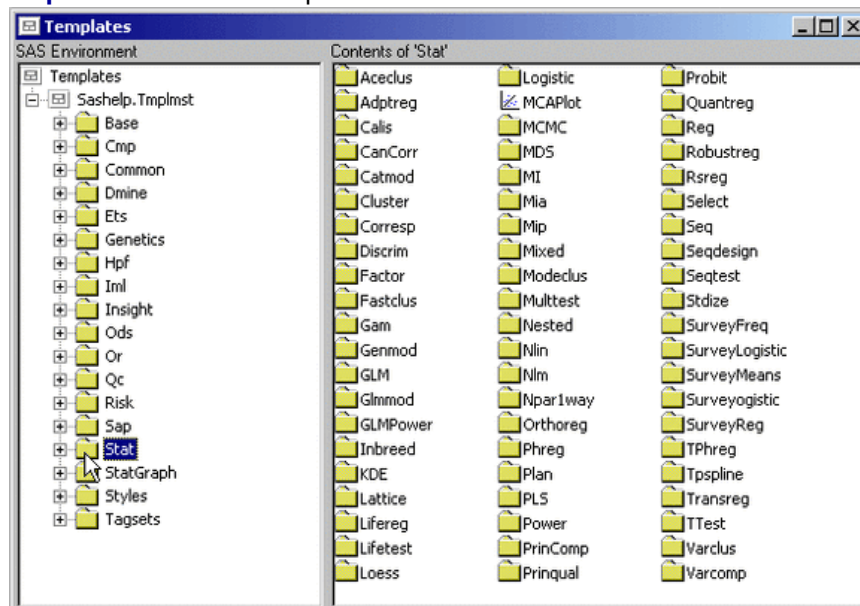 Templates
SAS Environment
Contents of 'Stat'
Templates
Sashelp.Tmplmst
Base
Cmp
Common
Dmine
Ets
Genetics
Hpf
Iml
Insight
Ods
Or
Qc
Risk
Sap
Stat
StatGraph
Styles
Tagsets
Aceclus
Adptreg
Calis
CanCorr
Catmod
Cluster
Corresp
Discrim
Factor
Fastclus
Gam
Genmod
GLM
Glmmod
GLMPower
Inbreed
KDE
Lattice
Lifereg
Lifetest
Loess
Logistic
MCAPlot
MCMC
MDS
MI
Mia
Mip
Mixed
Modeclus
Multtest
Nested
Nlin
Nlm
Npar1way
Orthoreg
Phreg
Plan
PLS
Power
PrinComp
Prinqual
Probit
Quantreg
Reg
Robustreg
Rsreg
Select
Seq
Seqdesign
Seqtest
Stdize
SurveyFreq
SurveyLogistic
SurveyMeans
Surveyogistic
SurveyReg
TPhreg
Tpspline
Transreg
TTest
Varclus
Varcomp